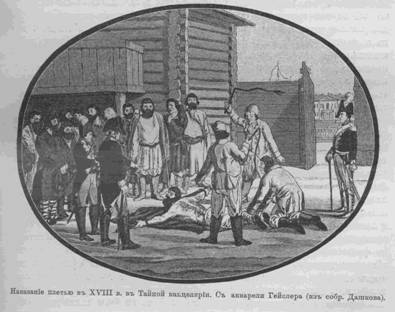 Наказаніе плетью въ XVIII в. въ Тайной канцеляріи. Съ акварели Гейслера (изъ собр. Дашкова).